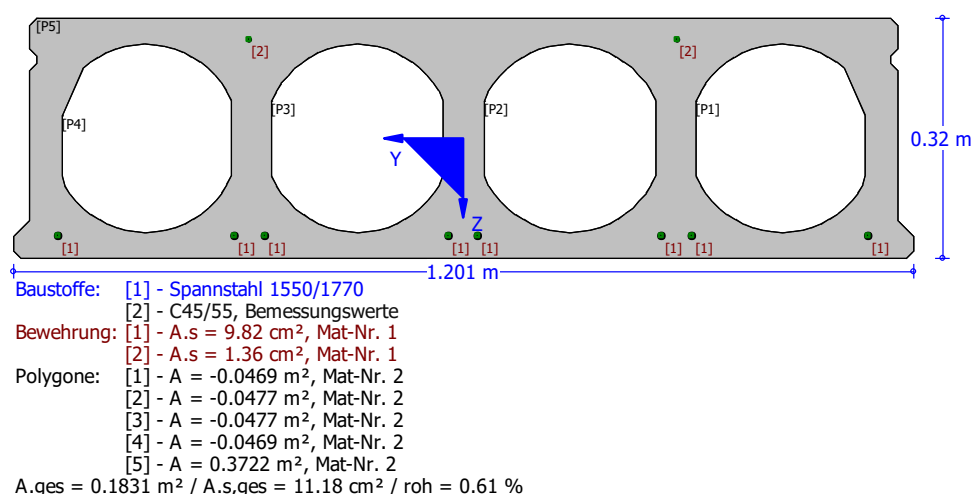 [P5]
[2]
[2]
[P4]
[P3]
[P2]
[P1]
0.32 m
Y
Z
[1]
[1]
[1]
[1]
[1]
[1]
[1]
[1]
1.201 m
Baustoffe: [1] - Spannstahl 1550/1770
[2] - C45/55, Bemessungswerte
Bewehrung: [1] - A.s = 9.82 cm², Mat-Nr. 1
[2] - A.s = 1.36 cm², Mat-Nr. 1
Polygone: [1] - A = -0.0469 m², Mat-Nr. 2
[2] - A = -0.0477 m², Mat-Nr. 2
[3] - A = -0.0477 m², Mat-Nr. 2
[4] - A = -0.0469 m², Mat-Nr. 2
[5] - A = 0.3722 m², Mat-Nr. 2
A.ges = 0.1831 m² / A.s,ges = 11.18 cm² / roh = 0.61 %